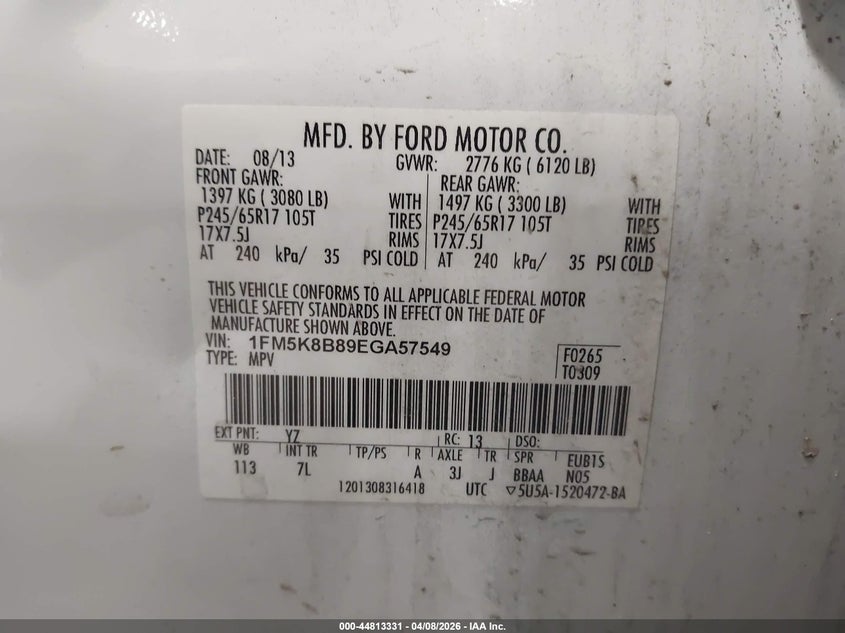 MFD. BY FORD MOTOR CO.
DATE: 08/13 GVWR: 2776 KG ( 6120 LB)
FRONT GAWR: REAR GAWR:
1397 KG ( 3080 LB) WITH 1497 KG ( 3300 LB) WITH
P245/65R17 105T TIRES P245/65R17 105T TIRES
17X7.5J RIMS 17X7.5J RIMS
AT 240 kPa/ 35 PSI COLD AT 240 kPa/ 35 PSI COLD
THIS VEHICLE CONFORMS TO ALL APPLICABLE FEDERAL MOTOR
VEHICLE SAFETY STANDARDS IN EFFECT ON THE DATE OF
MANUFACTURE SHOWN ABOVE.
VIN: 1FM5K8B89EGA57549 F0265
TYPE: MPV T0309
EXT PNT: YZ RC: 13 DSO:
WB INT TR TP/PS R AXLE TR SPR EUB1S
113 7L A 3J J BBAA N05
1201308316418 UTC ▽5U5A-1520472-BA
000-44813331 - 04/08/2026 - IAA Inc.